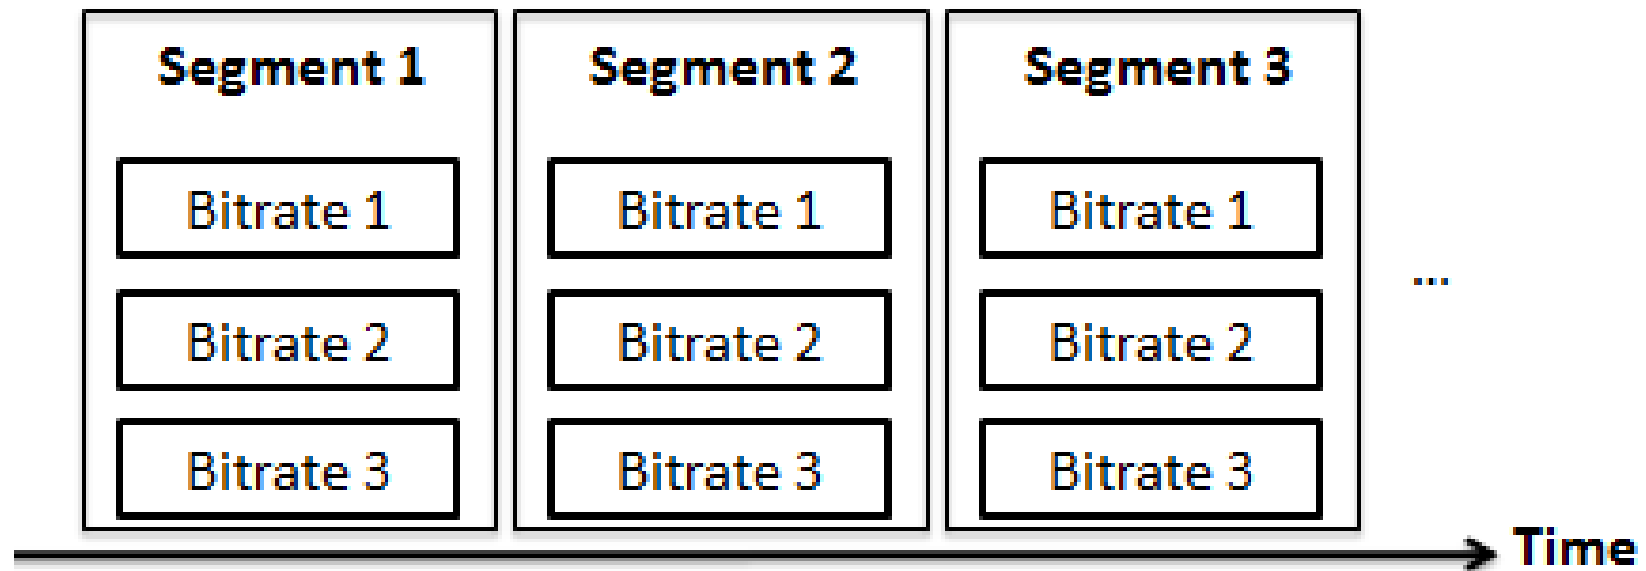 Segment 1
Bitrate 1
Bitrate 2
Bitrate 3
Segment 2
Bitrate 1
Bitrate 2
Bitrate 3
Segment 3
Bitrate 1
Bitrate 2
Bitrate 3
...
Time